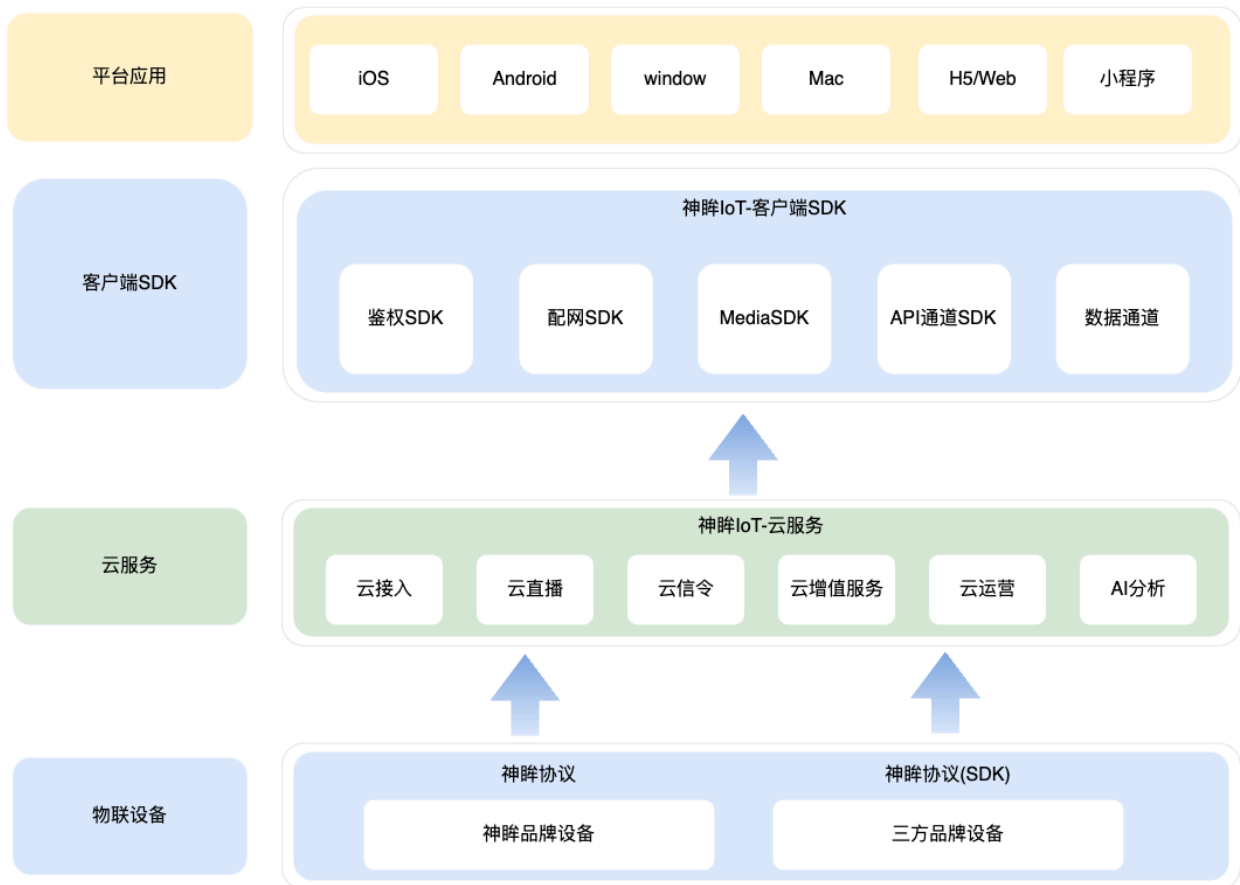 平台应用
iOS
Android
window
Mac
H5/Web
小程序
客户端SDK
神眸IoT-客户端SDK
鉴权SDK
配网SDK
MediaSDK
API通道SDK
数据通道
云服务
神眸IoT-云服务
云接入
云直播
云信令
云增值服务
云运营
AI分析
物联设备
神眸协议
神眸协议(SDK)
神眸品牌设备
三方品牌设备